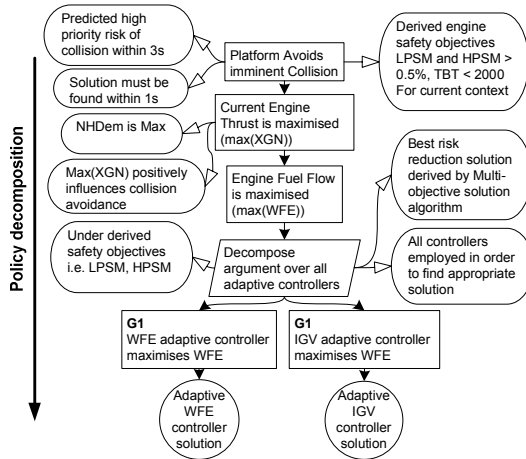 Predicted high
priority risk of
collision within 3s
Platform Avoids
imminent Collision
Derived engine
safety objectives
LPSM and HPSM >
0.5%, TBT < 2000
For current context
Solution must be
found within 1s
Current Engine
Thrust is maximised
(max(XGN))
NHDem is Max
Max(XGN) positively
influences collision
avoidance
Engine Fuel Flow is
maximised
(max(WFE))
Best risk
reduction solution
derived by Multi-
objective solution
algorithm
Under derived
safety objectives
i.e. LPSM, HPSM
Decompose
argument over all
adaptive controllers
All controllers
employed in order
to find appropriate
solution
G1
WFE adaptive controller
maximises WFE
G1
IGV adaptive controller
maximises WFE
Adaptive
WFE
controller
solution
Adaptive
IGV
controller
solution
Policy decomposition